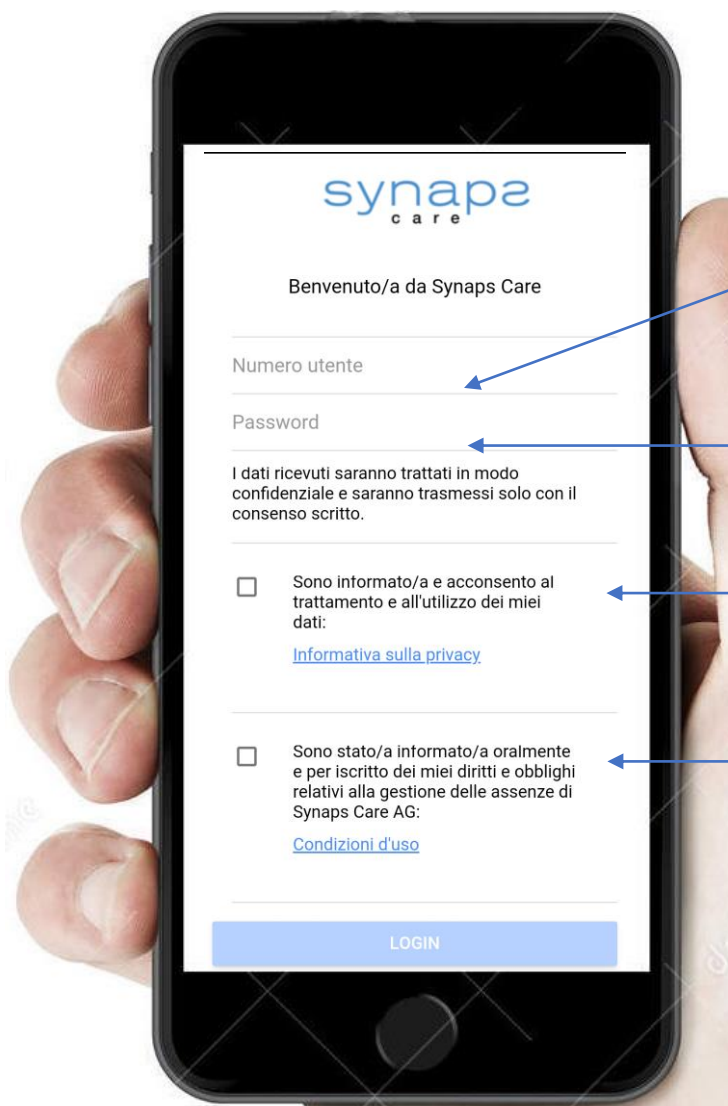 synaps
care
Benvenuto/a da Synaps Care
Numero utente
Password
I dati ricevuti saranno trattati in modo
confidenziale e saranno trasmessi solo con il
consenso scritto.
Sono informato/a e acconsento al
trattamento e all'utilizzo dei miei
dati:
Informativa sulla privacy
Sono stato/a informato/a oralmente
e per iscritto dei miei diritti e obblighi
relativi alla gestione delle assenze di
Synaps Care AG:
Condizioni d'uso
LOGIN